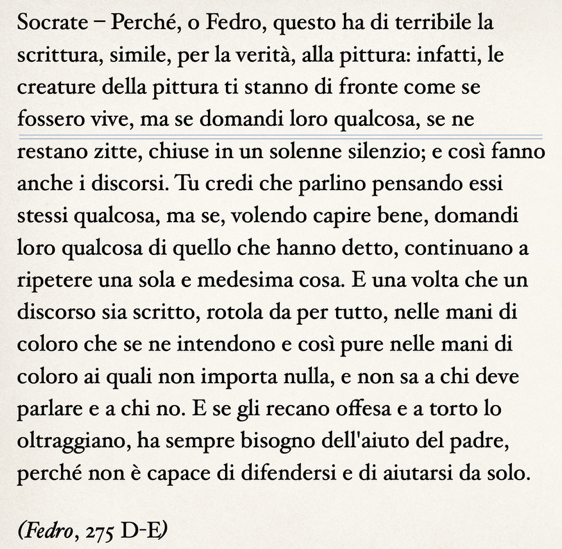 Socrate – Perché, o Fedro, questo ha di terribile la
scrittura, simile, per la verità, alla pittura: infatti, le
creature della pittura ti stanno di fronte come se
fossero vive, ma se domandi loro qualcosa, se ne
restano zitte, chiuse in un solenne silenzio; e così fanno
anche i discorsi. Tu credi che parlino pensando essi
stessi qualcosa, ma se, volendo capire bene, domandi
loro qualcosa di quello che hanno detto, continuano a
ripetere una sola e medesima cosa. E una volta che un
discorso sia scritto, rotola da per tutto, nelle mani di
coloro che se ne intendono e così pure nelle mani di
coloro ai quali non importa nulla, e non sa a chi deve
parlare e a chi no. E se gli recano offesa e a torto lo
oltraggiano, ha sempre bisogno dell'aiuto del padre,
perché non è capace di difendersi e di aiutarsi da solo.
(Fedro, 275 D-E)